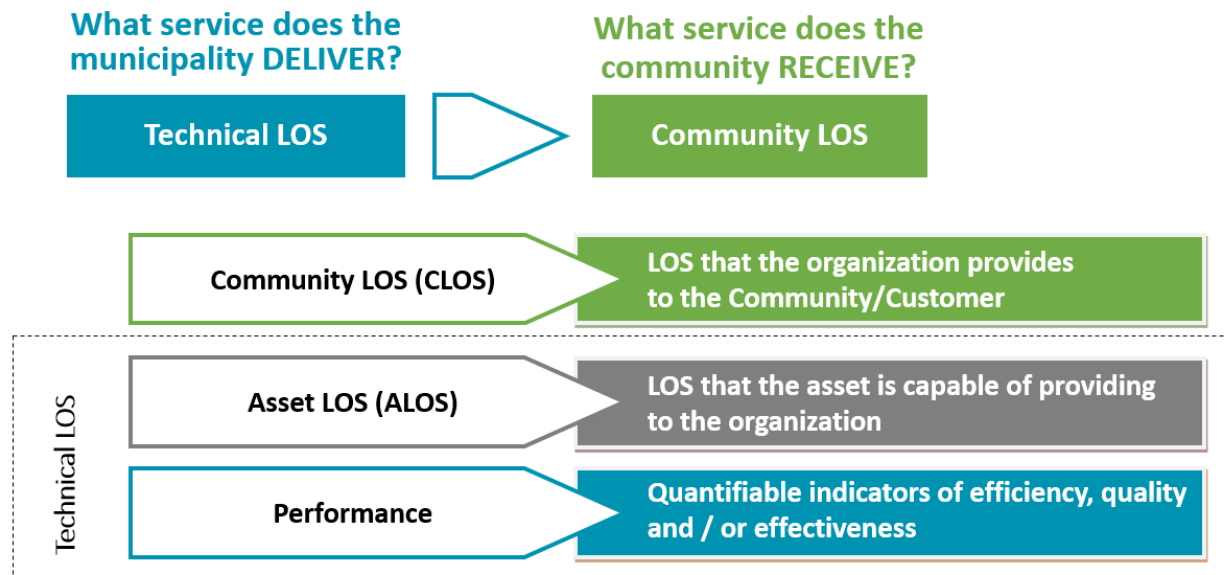 What service does the
municipality DELIVER?
What service does the
community RECEIVE?
Technical LOS
Community LOS
Community LOS (CLOS)
LOS that the organization provides
to the Community/Customer
Technical LOS
Asset LOS (ALOS)
LOS that the asset is capable of providing
to the organization
Performance
Quantifiable indicators of efficiency, quality
and / or effectiveness